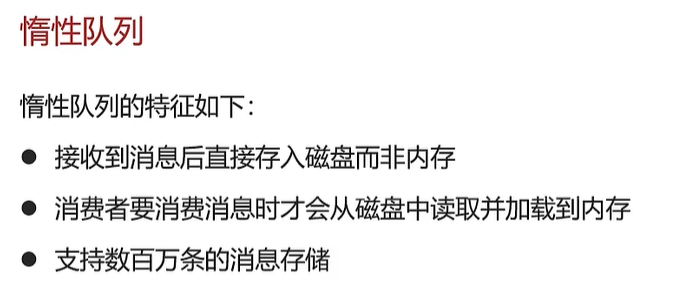 惰性队列
惰性队列的特征如下：
● 接收到消息后直接存入磁盘而非内存
● 消费者要消费消息时才会从磁盘中读取并加载到内存
● 支持数百万条的消息存储